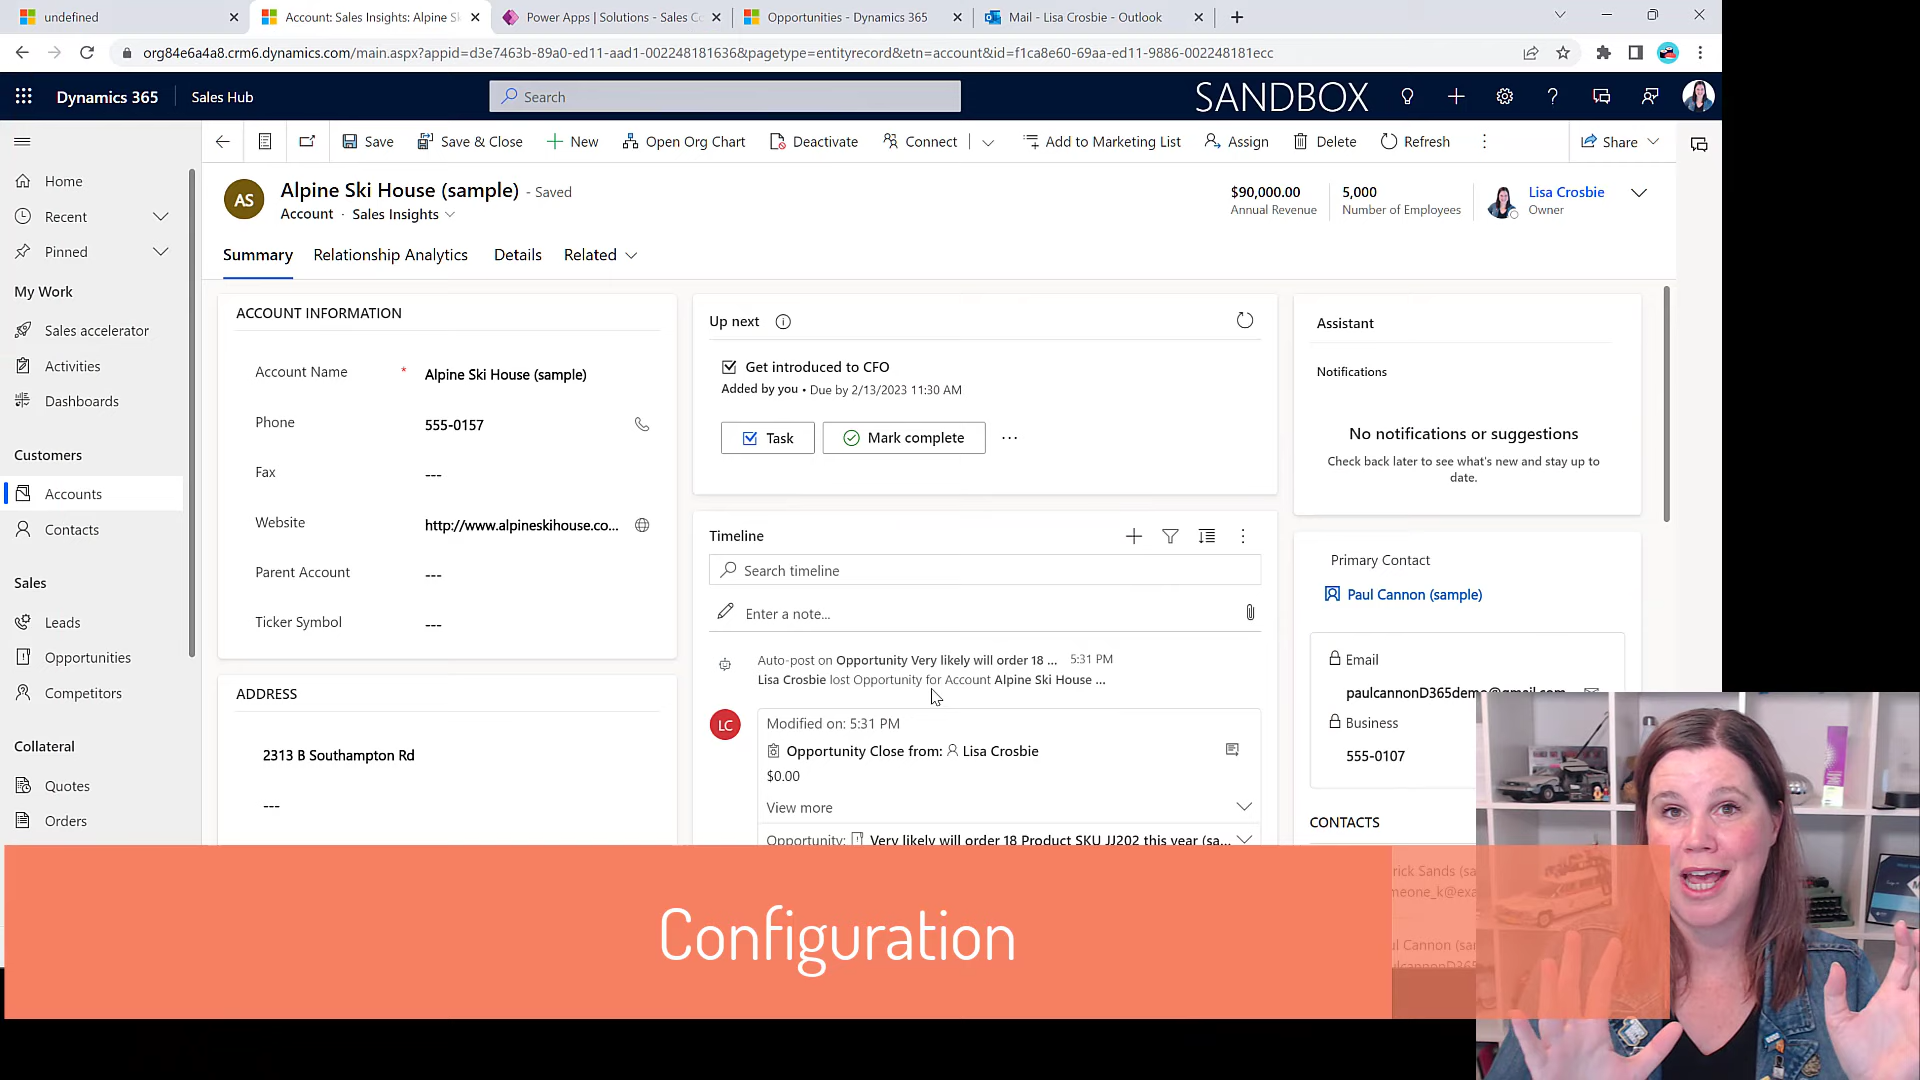 undefined
Account: Sales Insights: Alpine Sk
Power Apps | Solutions - Sales Co
Opportunities - Dynamics 365
Mail - Lisa Crosbie - Outlook
org84e6a4a8.crm6.dynamics.com/main.aspx?appid=d3e7463b-89a0-ed11-aad1-002248181636&pagetype=entityrecord&etn=account&id=f1ca8e60-69aa-ed11-9886-002248181ecc
Dynamics 365
Sales Hub
Search
SANDBOX
Save
Save & Close
New
Open Org Chart
Deactivate
Connect
Add to Marketing List
Assign
Delete
Refresh
Share
Home
Recent
Pinned
My Work
Sales accelerator
Activities
Dashboards
Customers
Accounts
Contacts
Sales
Leads
Opportunities
Competitors
Collateral
Quotes
Orders
AS
Alpine Ski House (sample) - Saved
Account · Sales Insights
$90,000.00
Annual Revenue
5,000
Number of Employees
Lisa Crosbie
Owner
Summary
Relationship Analytics
Details
Related
ACCOUNT INFORMATION
Account Name * Alpine Ski House (sample)
Phone 555-0157
Fax ---
Website http://www.alpineskihouse.co...
Parent Account ---
Ticker Symbol ---
ADDRESS
2313 B Southampton Rd
---
Up next
Get introduced to CFO
Added by you • Due by 2/13/2023 11:30 AM
Task
Mark complete
Timeline
Search timeline
Enter a note...
Auto-post on Opportunity Very likely will order 18 ... 5:31 PM
Lisa Crosbie lost Opportunity for Account Alpine Ski House ...
LC
Modified on: 5:31 PM
Opportunity Close from: Lisa Crosbie
$0.00
View more
Opportunity: Very likely will order 18 Product SKU JJ202 this year (sa...
Assistant
Notifications
No notifications or suggestions
Check back later to see what's new and stay up to
date.
Primary Contact
Paul Cannon (sample)
Email
paulcannonD365demo@gmail.com
Business
555-0107
CONTACTS
Configuration